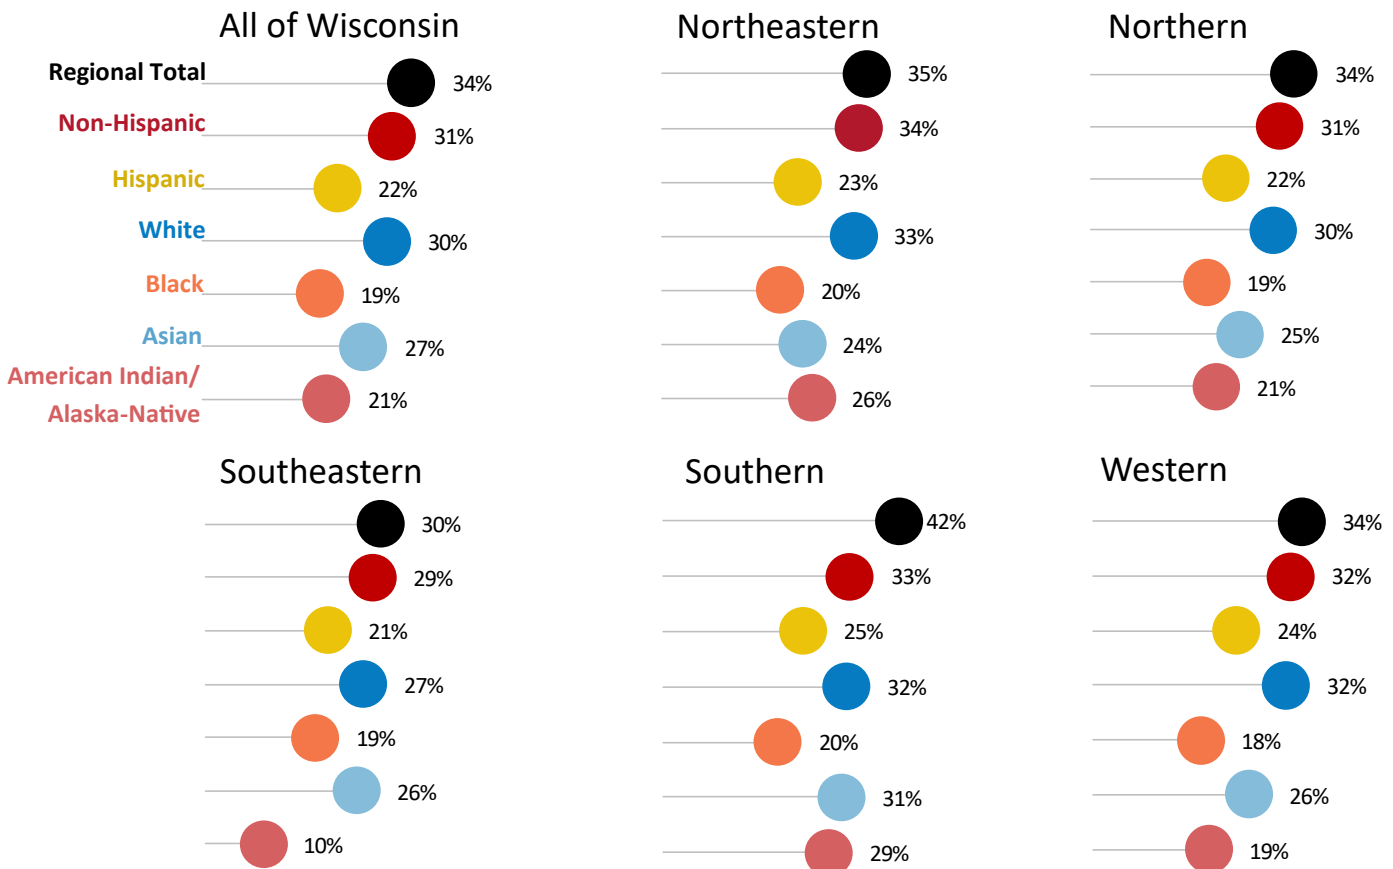 All of Wisconsin
Regional Total 34%
Non-Hispanic 31%
Hispanic 22%
White 30%
Black 19%
Asian 27%
American Indian/
Alaska-Native 21%
Northeastern
35%
34%
23%
33%
20%
24%
26%
Northern
34%
31%
22%
30%
19%
25%
21%
Southeastern
30%
29%
21%
27%
19%
26%
10%
Southern
42%
33%
25%
32%
20%
31%
29%
Western
34%
32%
24%
32%
18%
26%
19%